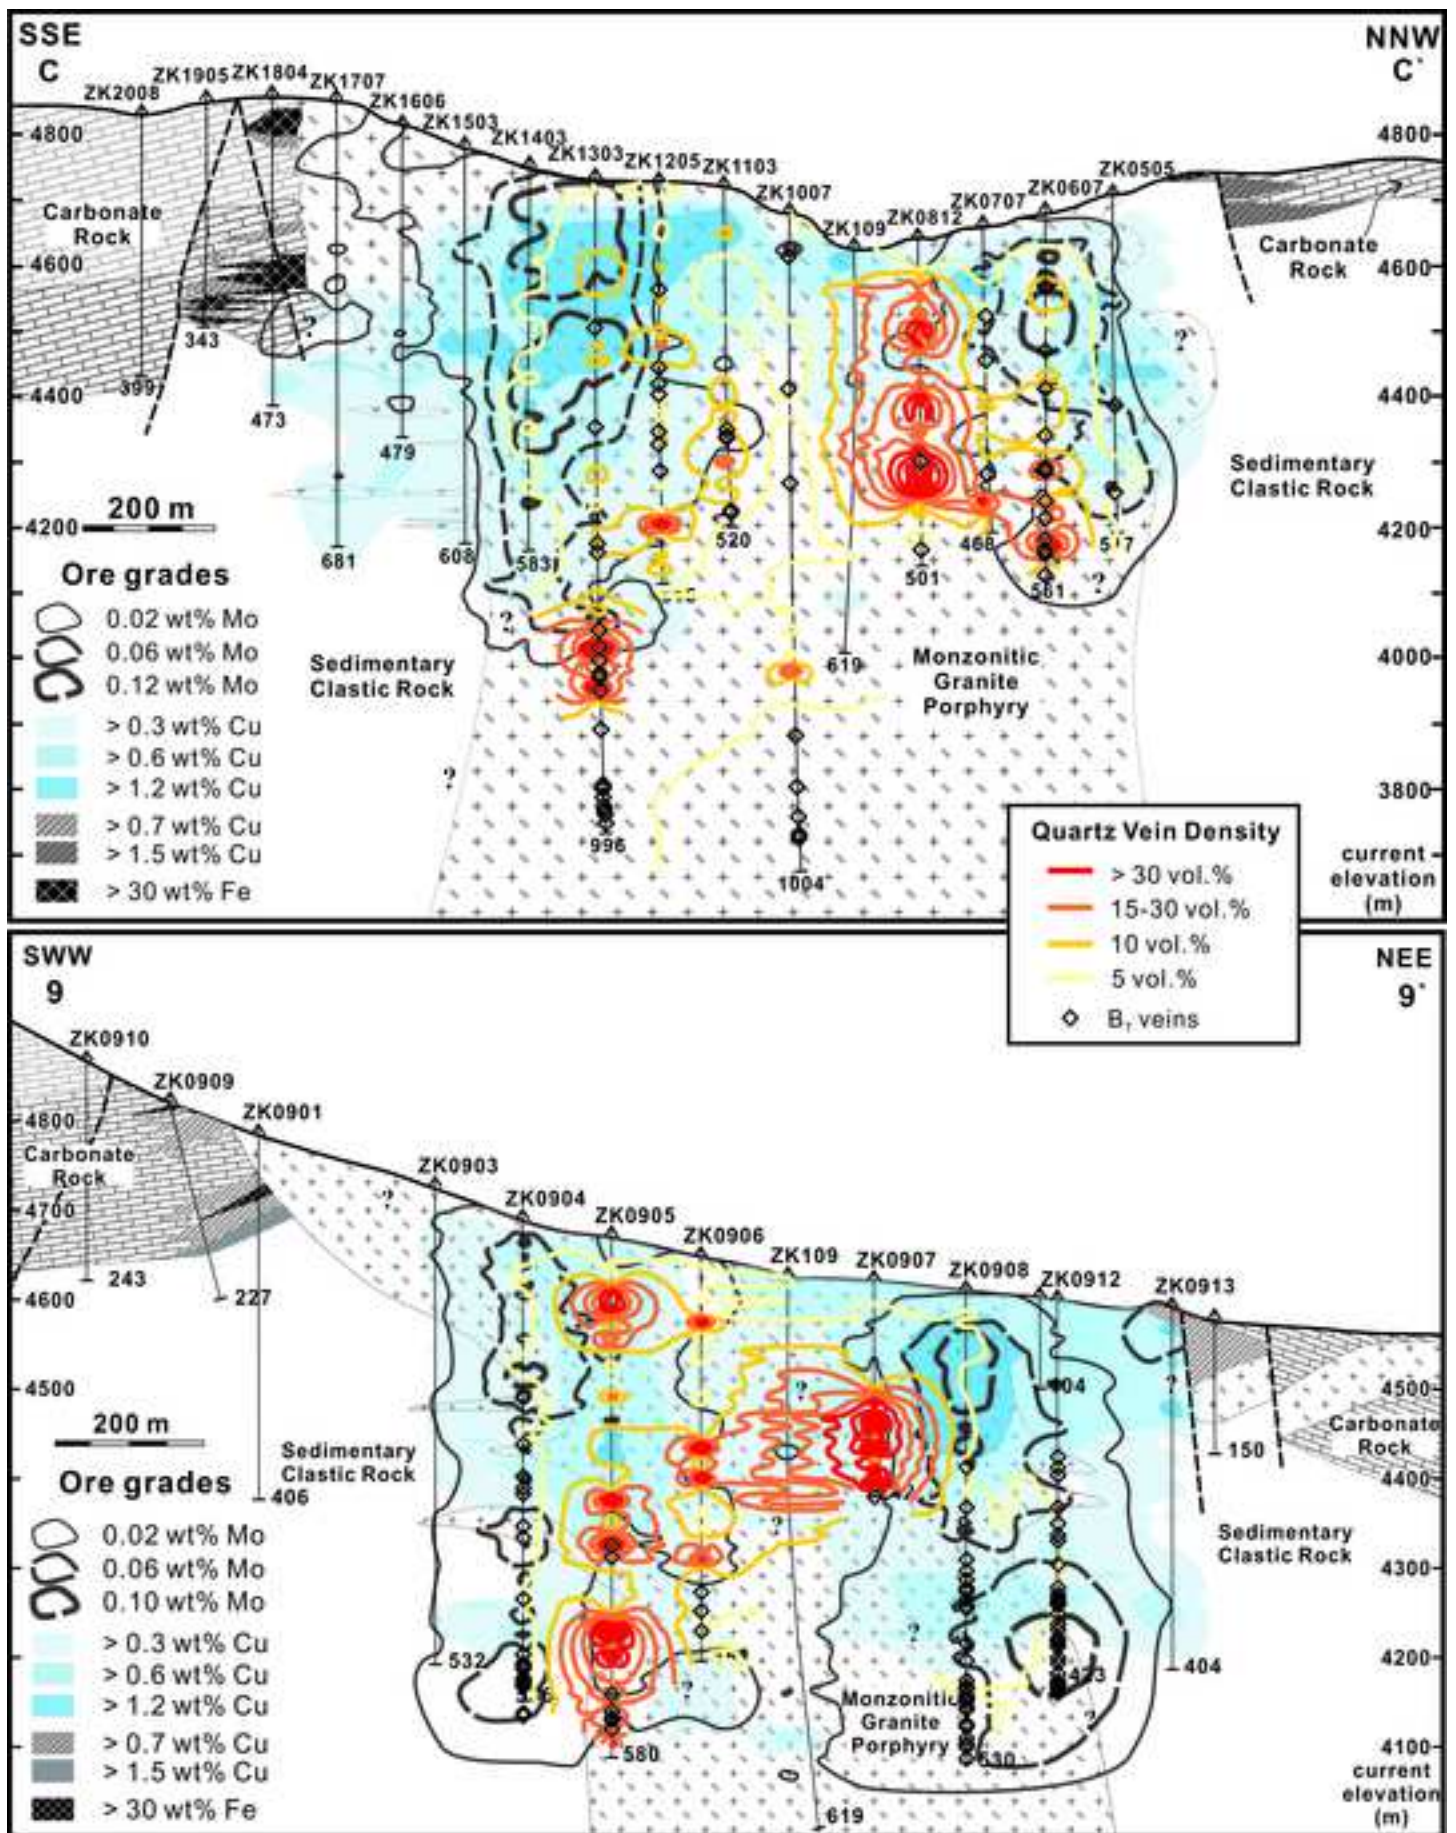 SSE
NNW
C
C`
ZK2008
ZK1905
ZK1804
ZK1707
ZK1606
ZK1503
ZK1403
ZK1303
ZK1205
ZK1103
ZK1007
ZK109
ZK0812
ZK0707
ZK0607
ZK0505
4800
4800
Carbonate
Rock
Carbonate
Rock
4600
4600
?
?
343
399
4400
4400
473
479
Sedimentary
Clastic Rock
200 m
4200
4200
681
608
583
520
501
468
561
?
Ore grades
0.02 wt% Mo
0.06 wt% Mo
0.12 wt% Mo
> 0.3 wt% Cu
> 0.6 wt% Cu
> 1.2 wt% Cu
> 0.7 wt% Cu
> 1.5 wt% Cu
> 30 wt% Fe
?
Sedimentary
Clastic Rock
619
Monzonitic
Granite
Porphyry
4000
?
3800
996
1004
current
elevation
(m)
Quartz Vein Density
> 30 vol.%
15-30 vol.%
10 vol.%
5 vol.%
B₁ veins
SWW
NEE
9
9`
ZK0910
ZK0909
ZK0901
ZK0903
ZK0904
ZK0905
ZK0906
ZK109
ZK0907
ZK0908
ZK0912
ZK0913
4800
Carbonate
Rock
?
4700
243
227
4600
4500
4500
?
?
404
200 m
Sedimentary
Clastic Rock
406
150
Carbonate
Rock
4400
?
Sedimentary
Clastic Rock
4300
Ore grades
0.02 wt% Mo
0.06 wt% Mo
0.10 wt% Mo
> 0.3 wt% Cu
> 0.6 wt% Cu
> 1.2 wt% Cu
> 0.7 wt% Cu
> 1.5 wt% Cu
> 30 wt% Fe
532
?
?
423
404
4200
Monzonitic
Granite
Porphyry
?
580
530
619
4100
current
elevation
(m)